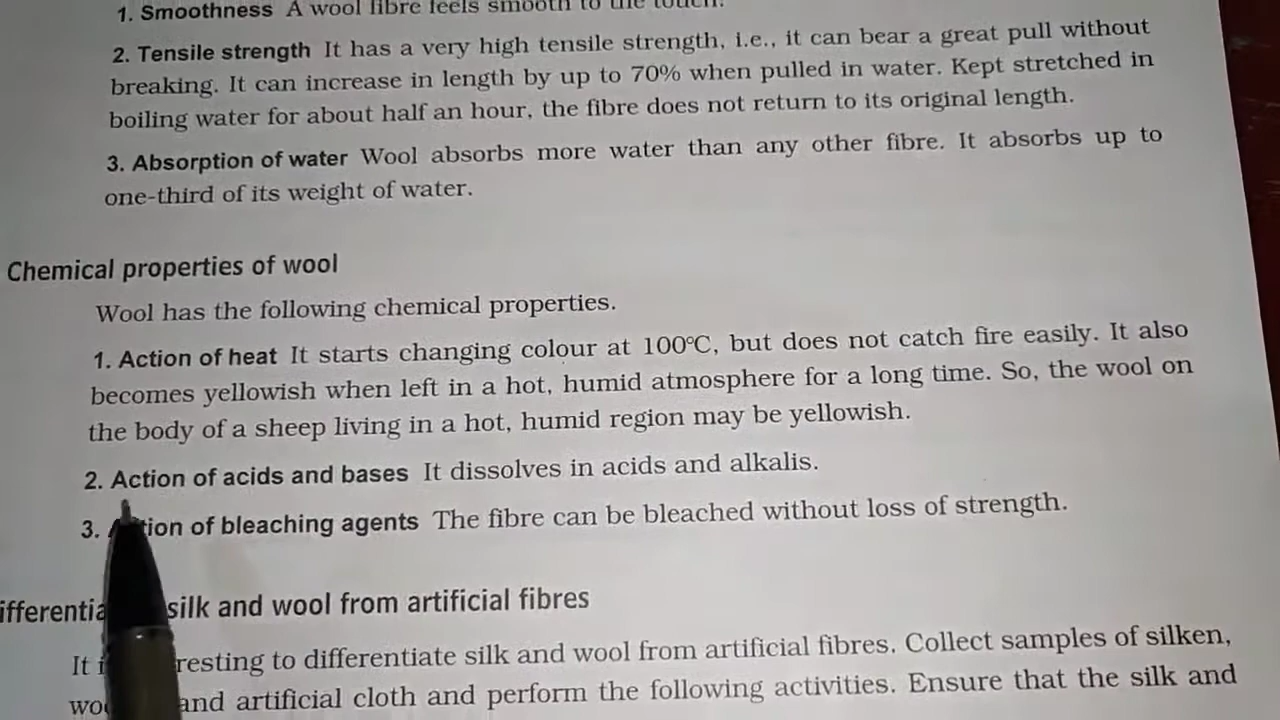 1. Smoothness A wool fibre feels smooth to the touch.
2. Tensile strength It has a very high tensile strength, i.e., it can bear a great pull without
breaking. It can increase in length by up to 70% when pulled in water. Kept stretched in
boiling water for about half an hour, the fibre does not return to its original length.
3. Absorption of water Wool absorbs more water than any other fibre. It absorbs up to
one-third of its weight of water.
Chemical properties of wool
Wool has the following chemical properties.
1. Action of heat It starts changing colour at 100°C, but does not catch fire easily. It also
becomes yellowish when left in a hot, humid atmosphere for a long time. So, the wool on
the body of a sheep living in a hot, humid region may be yellowish.
2. Action of acids and bases It dissolves in acids and alkalis.
3. Action of bleaching agents The fibre can be bleached without loss of strength.
silk and wool from artificial fibres
It resting to differentiate silk and wool from artificial fibres. Collect samples of silken,
and artificial cloth and perform the following activities. Ensure that the silk and